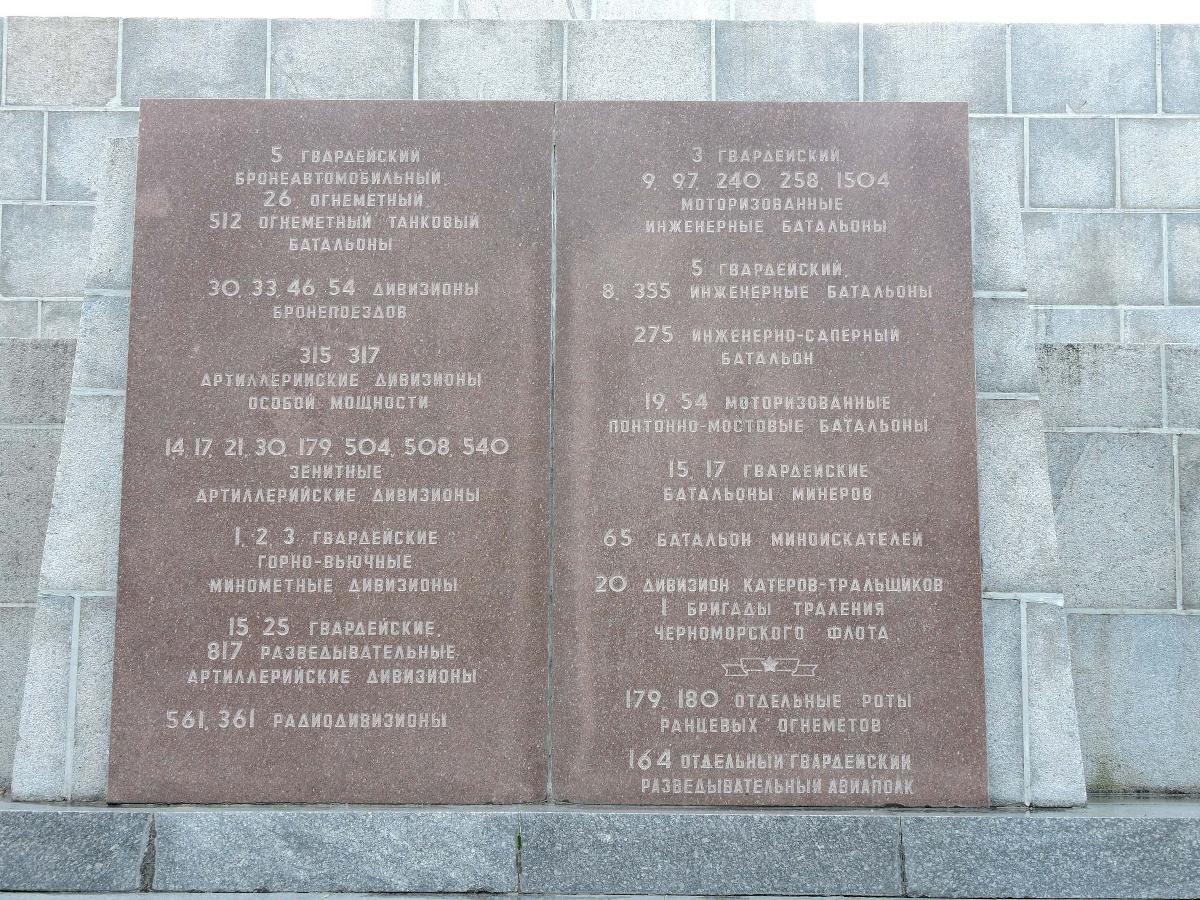 5 ГВАРДЕЙСКИЙ
БРОНЕАВТОМОБИЛЬНЫЙ,
26 ОГНЕМЕТНЫЙ,
512 ОГНЕМЕТНЫЙ ТАНКОВЫЙ
БАТАЛЬОНЫ
30, 33, 46, 54 ДИВИЗИОНЫ
БРОНЕПОЕЗДОВ
315, 317
АРТИЛЛЕРИЙСКИЕ ДИВИЗИОНЫ
ОСОБОЙ МОЩНОСТИ
14, 17, 21, 30, 179, 504, 508, 540
ЗЕНИТНЫЕ
АРТИЛЛЕРИЙСКИЕ ДИВИЗИОНЫ
1, 2, 3 ГВАРДЕЙСКИЕ
ГОРНО-ВЬЮЧНЫЕ
МИНОМЕТНЫЕ ДИВИЗИОНЫ
15, 25 ГВАРДЕЙСКИЕ,
817 РАЗВЕДЫВАТЕЛЬНЫЕ
АРТИЛЛЕРИЙСКИЕ ДИВИЗИОНЫ
561, 361 РАДИОДИВИЗИОНЫ
3 ГВАРДЕЙСКИЙ,
9, 97, 240, 258, 1504
МОТОРИЗОВАННЫЕ
ИНЖЕНЕРНЫЕ БАТАЛЬОНЫ
5 ГВАРДЕЙСКИЙ,
8, 355 ИНЖЕНЕРНЫЕ БАТАЛЬОНЫ
275 ИНЖЕНЕРНО-САПЕРНЫЙ
БАТАЛЬОН
19, 54 МОТОРИЗОВАННЫЕ
ПОНТОННО-МОСТОВЫЕ БАТАЛЬОНЫ
15, 17 ГВАРДЕЙСКИЕ
БАТАЛЬОНЫ МИНЕРОВ
65 БАТАЛЬОН МИНОИСКАТЕЛЕЙ
20 ДИВИЗИОН КАТЕРОВ-ТРАЛЬЩИКОВ
1 БРИГАДЫ ТРАЛЕНИЯ
ЧЕРНОМОРСКОГО ФЛОТА
179, 180 ОТДЕЛЬНЫЕ РОТЫ
РАНЦЕВЫХ ОГНЕМЕТОВ
164 ОТДЕЛЬНЫЙ ГВАРДЕЙСКИЙ
РАЗВЕДЫВАТЕЛЬНЫЙ АВИАПОЛК